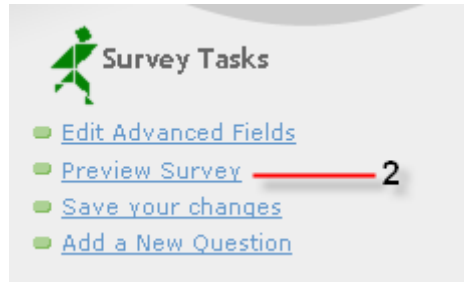 Survey Tasks
Edit Advanced Fields
Preview Survey 2
Save your changes
Add a New Question